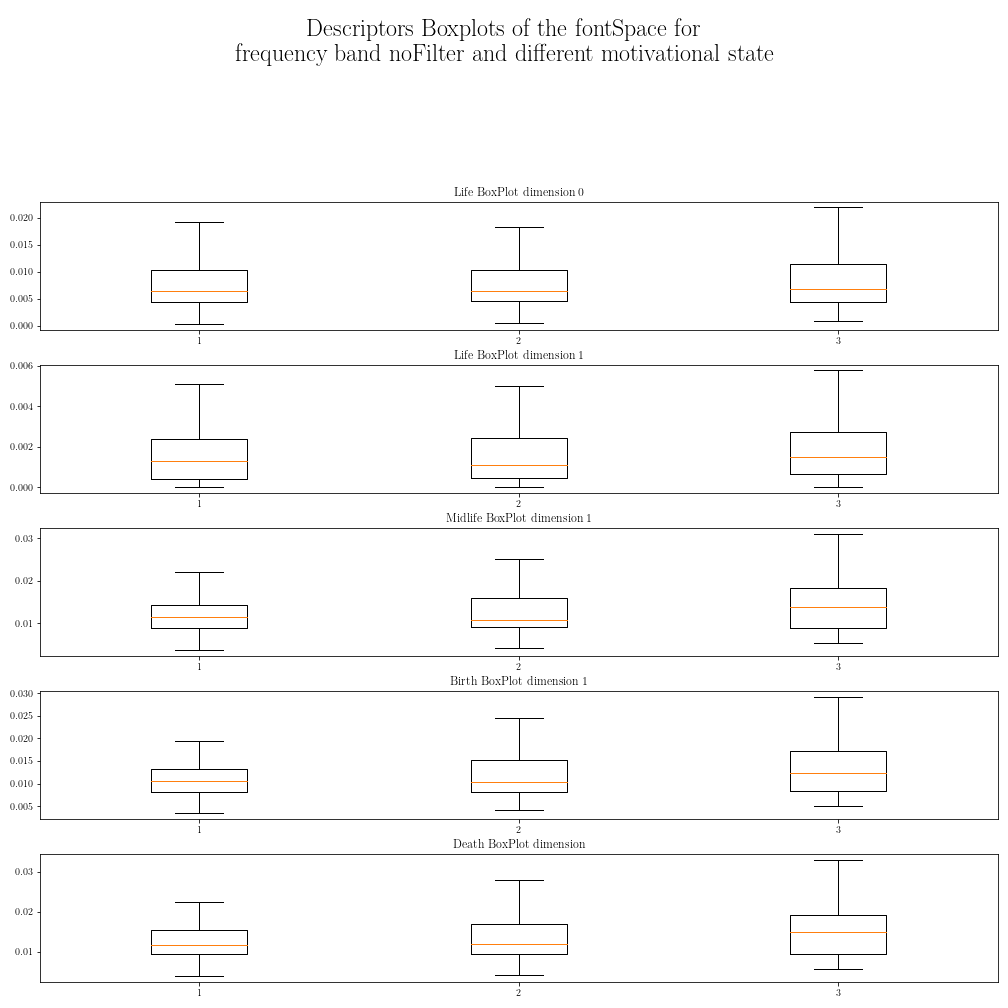 Descriptors Boxplots of the fontSpace for
frequency band noFilter and different motivational state
Life BoxPlot dimension 0
0.020
0.015
0.010
0.005
0.000
1 2 3
Life BoxPlot dimension 1
0.006
0.004
0.002
0.000
1 2 3
Midlife BoxPlot dimension 1
0.03
0.02
0.01
1 2 3
Birth BoxPlot dimension 1
0.030
0.025
0.020
0.015
0.010
0.005
1 2 3
Death BoxPlot dimension
0.03
0.02
0.01
1 2 3